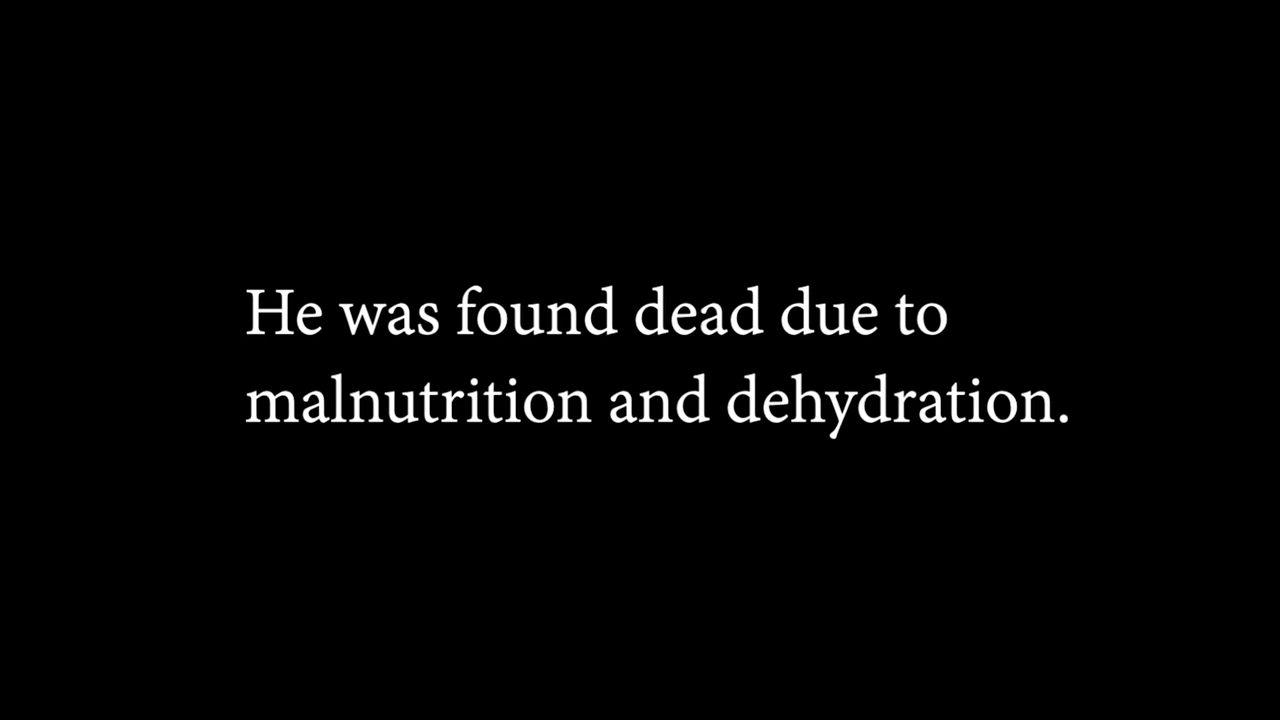 He was found dead due to
malnutrition and dehydration.